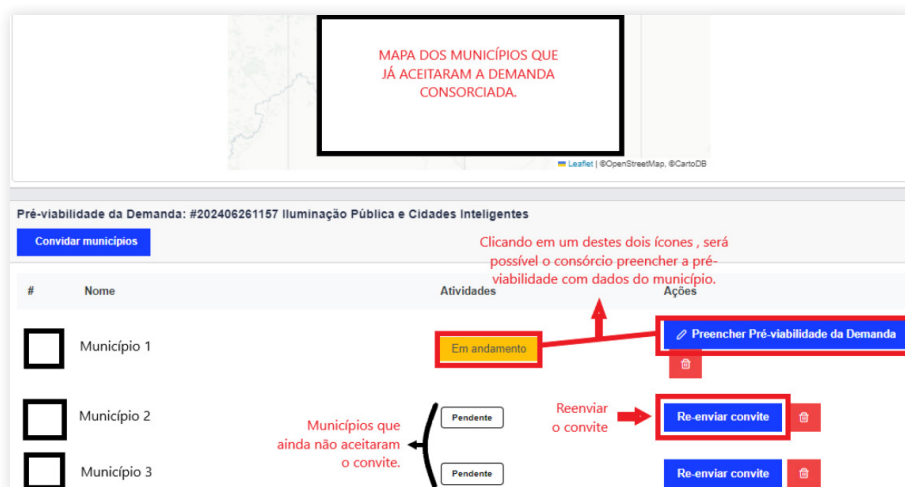 MAPA DOS MUNICÍPIOS QUE
JÁ ACEITARAM A DEMANDA
CONSORCIADA.
Leaflet | ©OpenStreetMap, ©CartoDB
Pré-viabilidade da Demanda: #202406261157 Iluminação Pública e Cidades Inteligentes
Convidar municípios
Clicando em um destes dois ícones , será
possível o consórcio preencher a pré-
viabilidade com dados do município.
# Nome Atividades Ações
Município 1 Em andamento Preencher Pré-viabilidade da Demanda
Município 2 Pendente Re-enviar convite
Reenviar
o convite
Municípios que
ainda não aceitaram
o convite.
Município 3 Pendente Re-enviar convite